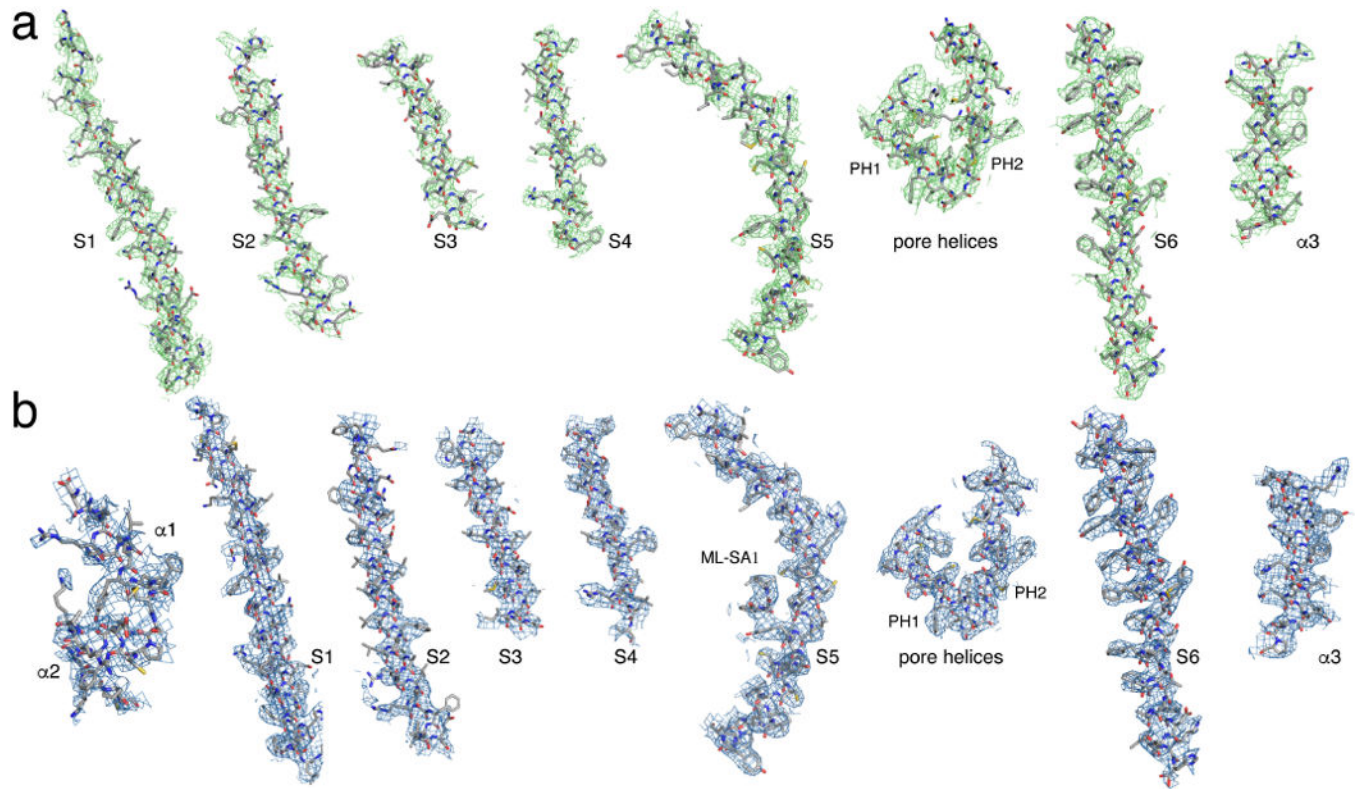 a
S1
S2
S3
S4
S5
PH1
PH2
pore helices
S6
α3
b
α1
α2
S1
S2
S3
S4
ML-SA1
S5
PH1
PH2
pore helices
S6
α3